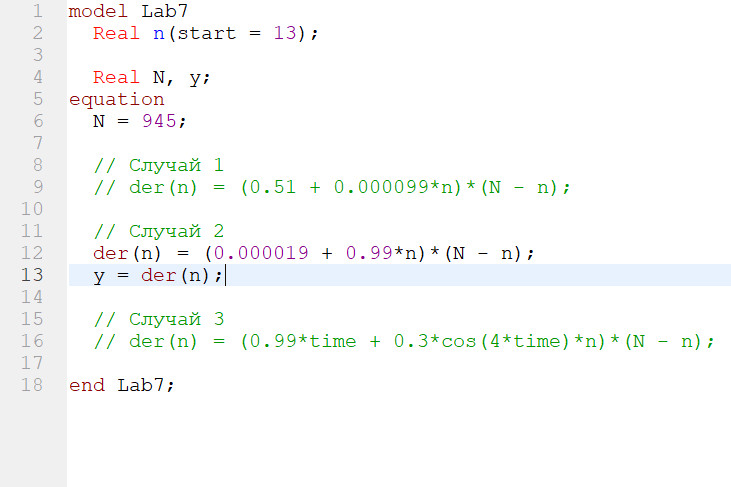 1 model Lab7
2 Real n(start = 13);
3
4 Real N, y;
5 equation
6 N = 945;
7
8 // Случай 1
9 // der(n) = (0.51 + 0.000099*n)*(N - n);
10
11 // Случай 2
12 der(n) = (0.000019 + 0.99*n)*(N - n);
13 y = der(n);
14
15 // Случай 3
16 // der(n) = (0.99*time + 0.3*cos(4*time)*n)*(N - n);
17
18 end Lab7;